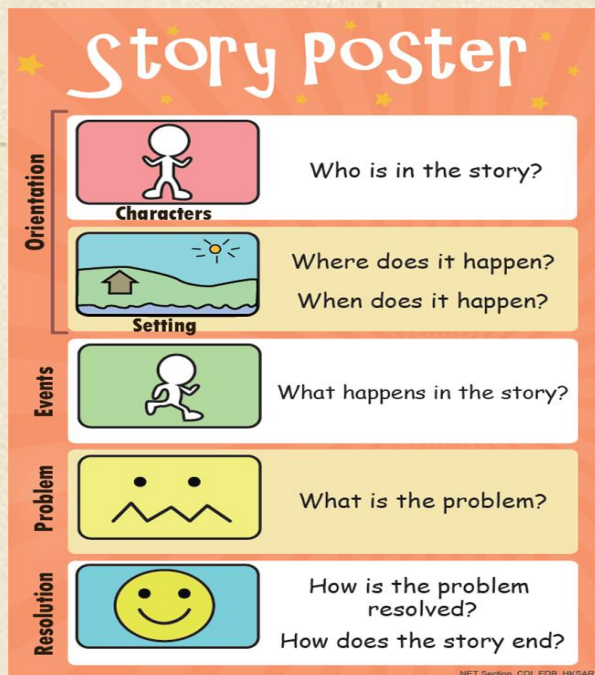 Story Poster
Orientation
Characters
Who is in the story?
Setting
Where does it happen?
When does it happen?
Events
What happens in the story?
Problem
What is the problem?
Resolution
How is the problem
resolved?
How does the story end?
NET Section, CDI, EDB, HKSAR